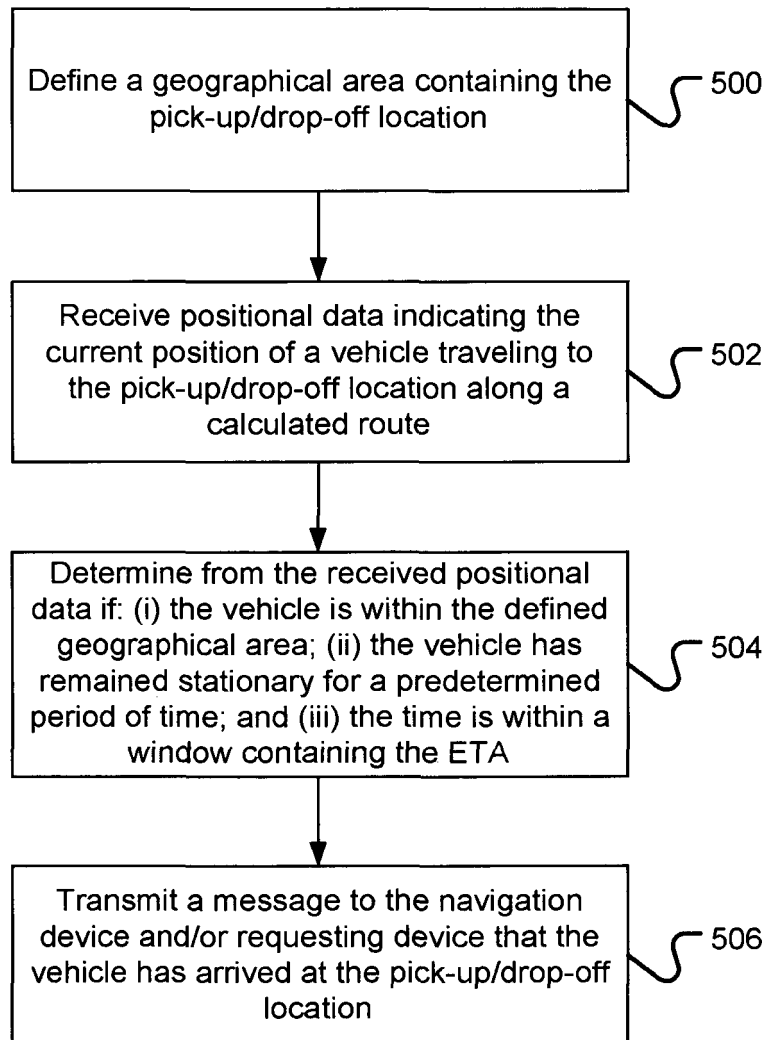 Define a geographical area containing the
pick-up/drop-off location
500
Receive positional data indicating the
current position of a vehicle traveling to
the pick-up/drop-off location along a
calculated route
502
Determine from the received positional
data if: (i) the vehicle is within the defined
geographical area; (ii) the vehicle has
remained stationary for a predetermined
period of time; and (iii) the time is within a
window containing the ETA
504
Transmit a message to the navigation
device and/or requesting device that the
vehicle has arrived at the pick-up/drop-off
location
506